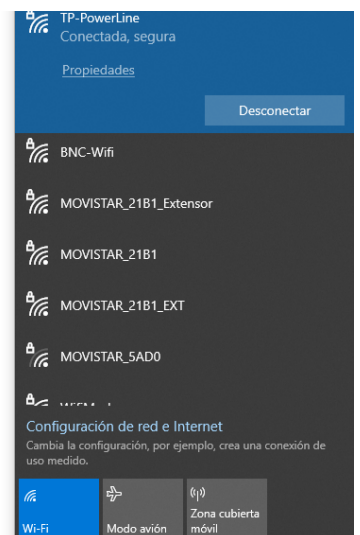 TP-PowerLine
Conectada, segura
Propiedades
Desconectar
BNC-Wifi
MOVISTAR_21B1_Extensor
MOVISTAR_21B1
MOVISTAR_21B1_EXT
MOVISTAR_5AD0
Configuración de red e Internet
Cambia la configuración, por ejemplo, crea una conexión de
uso medido.
Wi-Fi
Modo avión
Zona cubierta
móvil